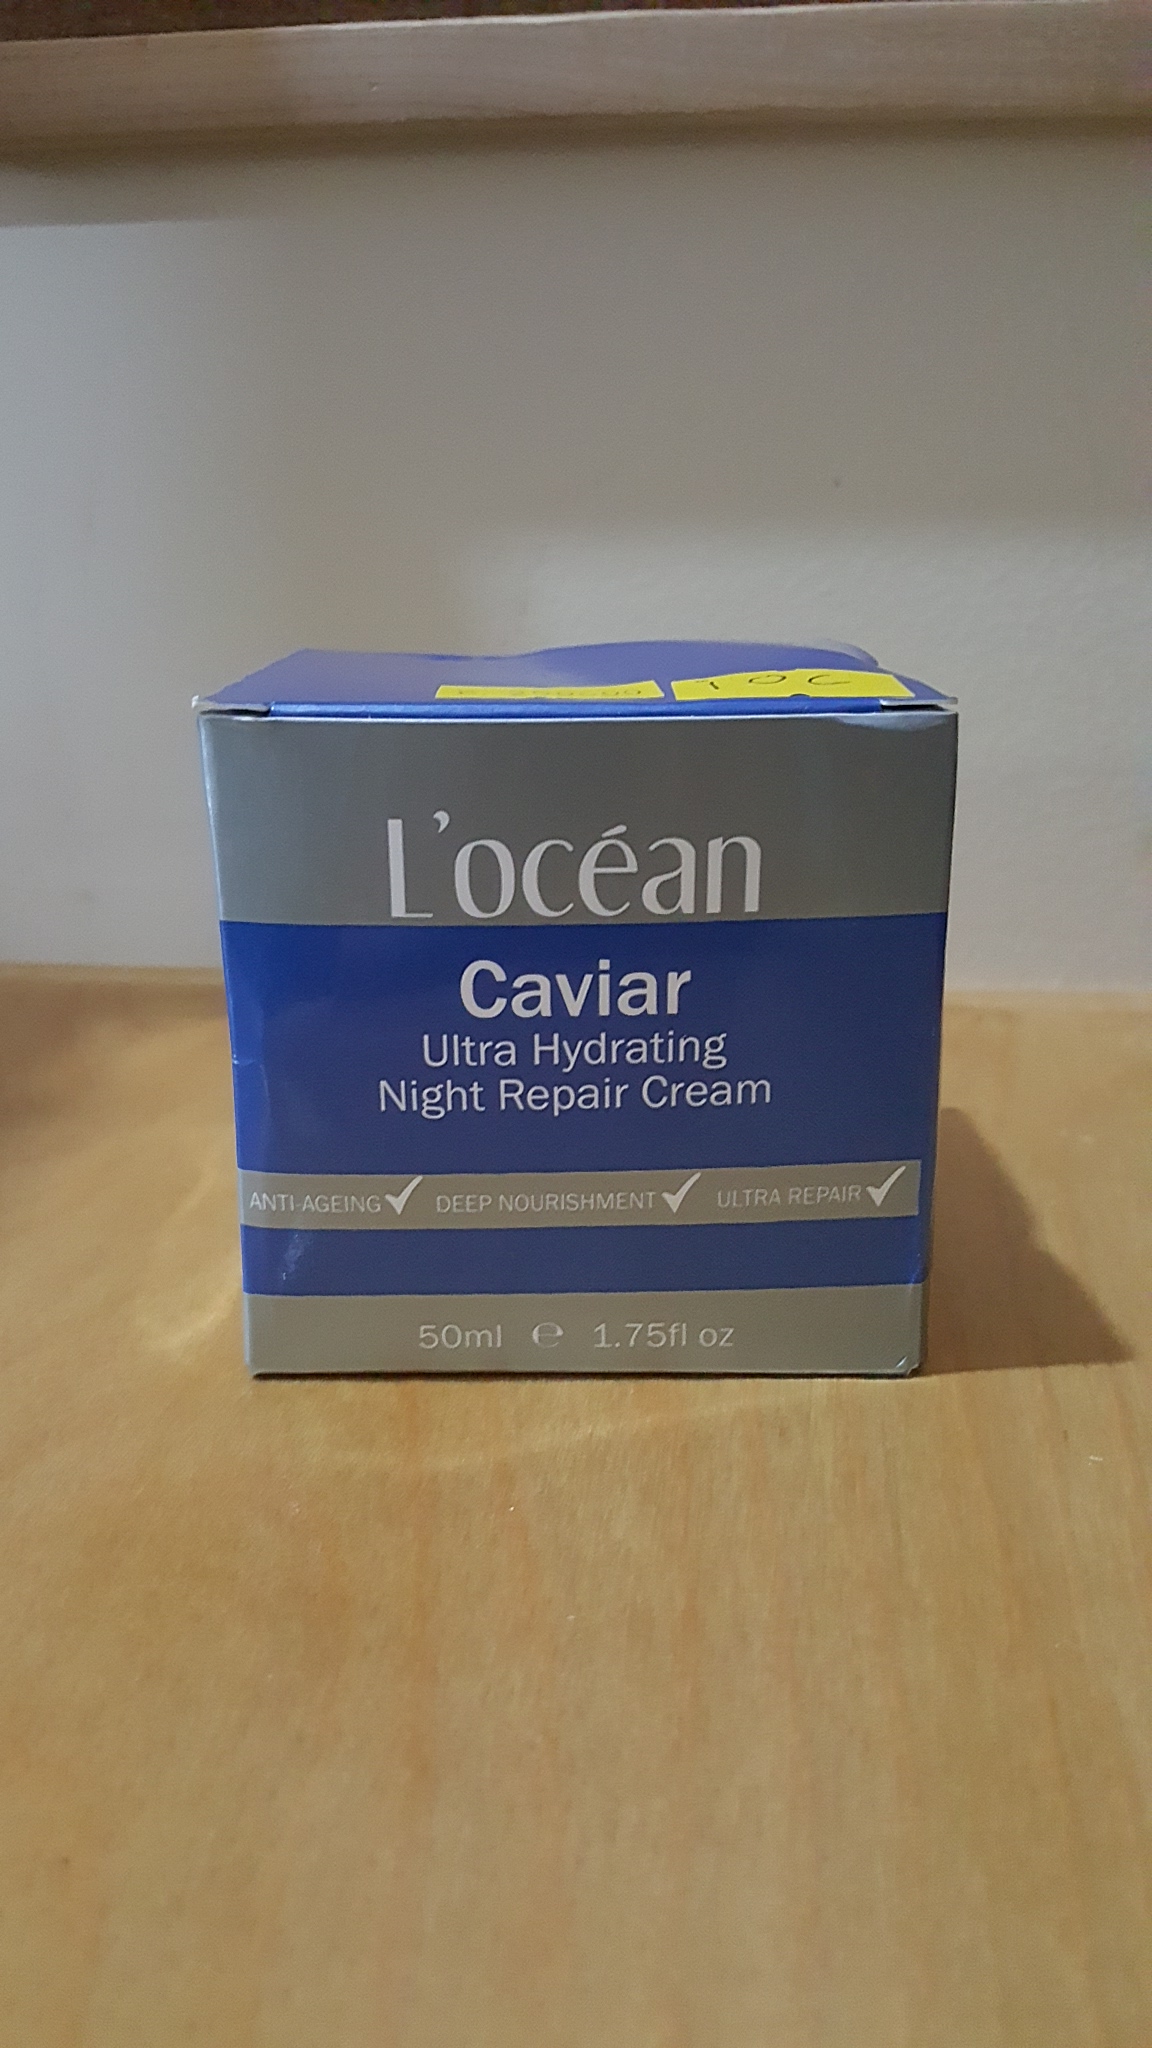 L'océan
Caviar
Ultra Hydrating
Night Repair Cream
ANTI-AGEING ✓ DEEP NOURISHMENT ✓ ULTRA REPAIR ✓
50ml ℮ 1.75fl oz